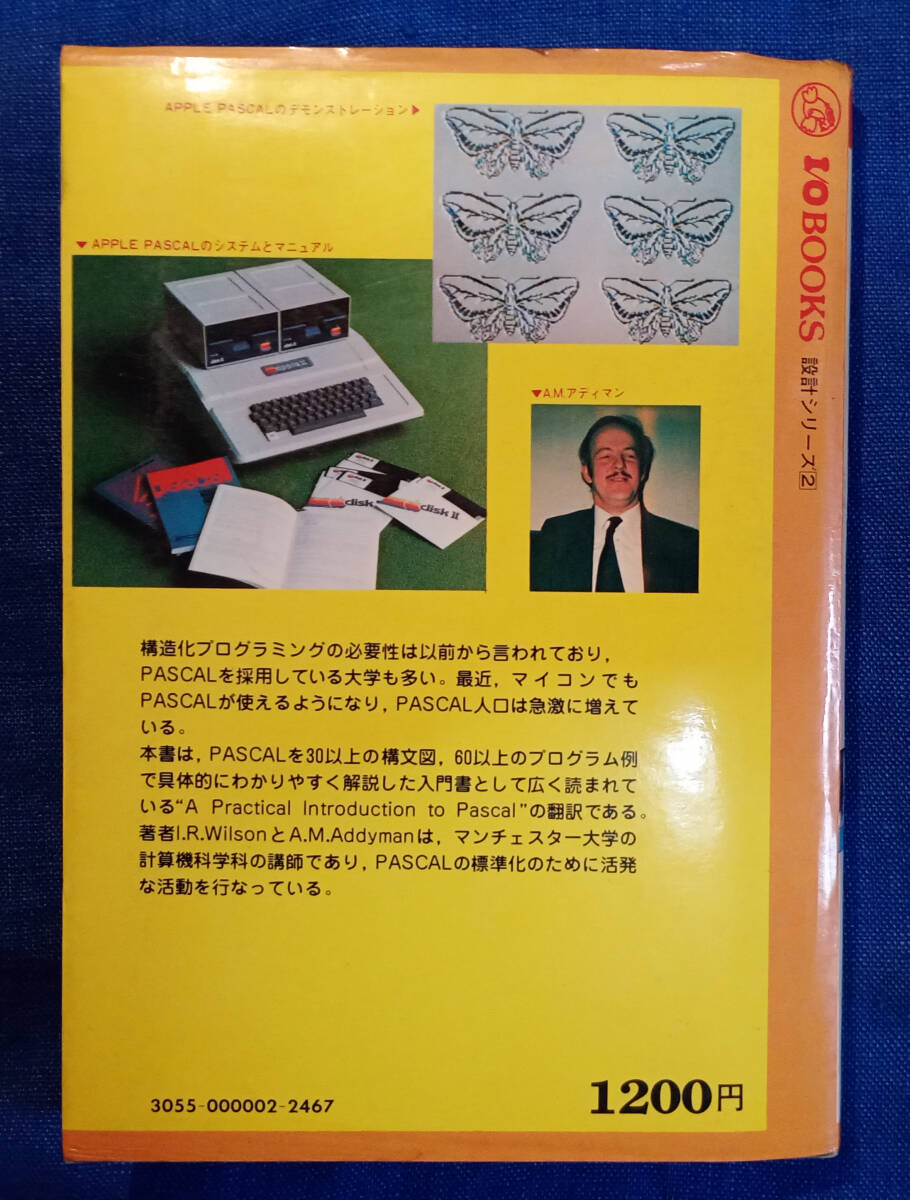 APPLE PASCALのデモンストレーション▶
▼APPLE PASCALのシステムとマニュアル
▼A.M.アディマン
disk II
disk II
構造化プログラミングの必要性は以前から言われており，
PASCALを採用している大学も多い。最近，マイコンでも
PASCALが使えるようになり，PASCAL人口は急激に増えて
いる。
本書は，PASCALを30以上の構文図，60以上のプログラム例
で具体的にわかりやすく解説した入門書として広く読まれて
いる“A Practical Introduction to Pascal”の翻訳である。
著者I.R.WilsonとA.M.Addymanは，マンチェスター大学の
計算機科学科の講師であり，PASCALの標準化のために活発
な活動を行なっている。
3055-000002-2467
1200円
I/O BOOKS 設計シリーズ[2]